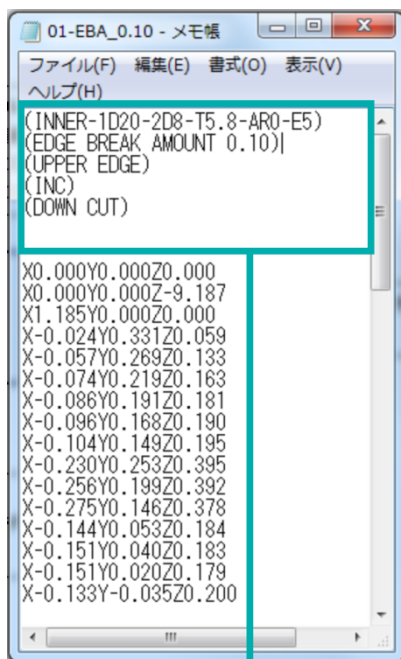 01-EBA_0.10 - メモ帳
ファイル(F) 編集(E) 書式(O) 表示(V)
ヘルプ(H)
(INNER-1D20-2D8-T5.8-AR0-E5)
(EDGE BREAK AMOUNT 0.10)
(UPPER EDGE)
(INC)
(DOWN CUT)
X0.000Y0.000Z0.000
X0.000Y0.000Z-9.187
X1.185Y0.000Z0.000
X-0.024Y0.331Z0.059
X-0.057Y0.269Z0.133
X-0.074Y0.219Z0.163
X-0.086Y0.191Z0.181
X-0.096Y0.168Z0.190
X-0.104Y0.149Z0.195
X-0.230Y0.253Z0.395
X-0.256Y0.199Z0.392
X-0.275Y0.146Z0.378
X-0.144Y0.053Z0.184
X-0.151Y0.040Z0.183
X-0.151Y0.020Z0.179
X-0.133Y-0.035Z0.200